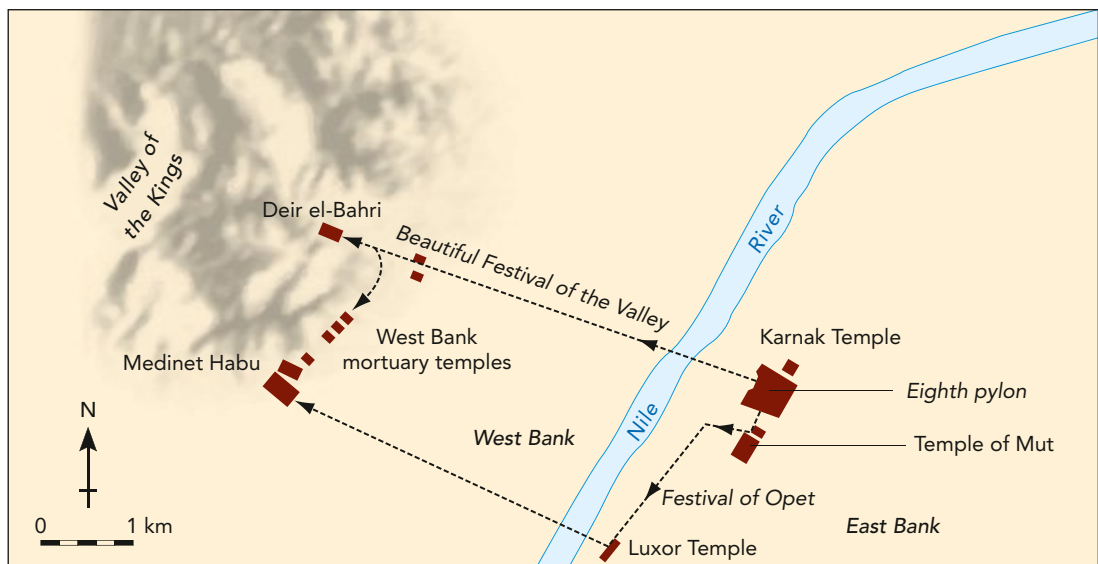 Valley of
the Kings
Deir el-Bahri
Beautiful Festival of the Valley
River
Karnak Temple
Medinet Habu
West Bank
mortuary temples
Eighth pylon
N
Nile
West Bank
Temple of Mut
Festival of Opet
0 1 km
East Bank
Luxor Temple